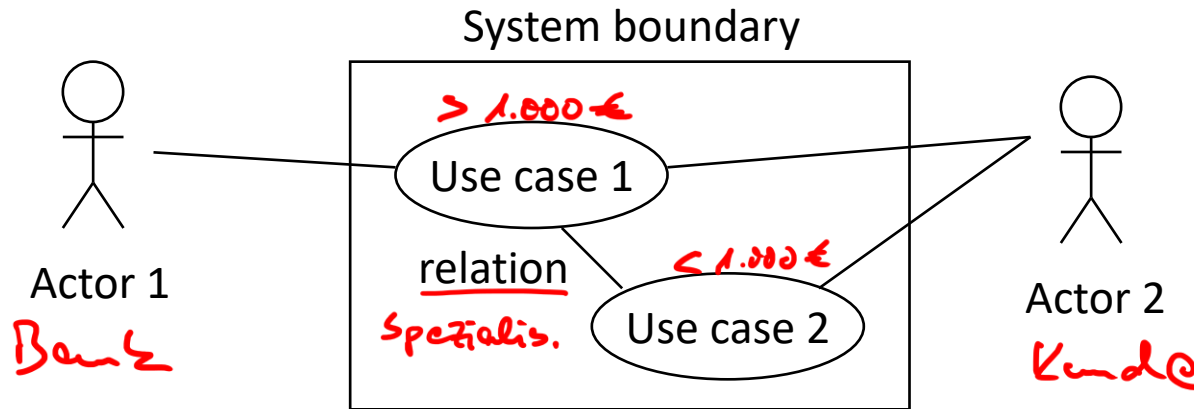 System boundary
> 1.000 €
Use case 1
relation
< 1.000 €
Spezialis.
Use case 2
Actor 1
Bank
Actor 2
Kund@